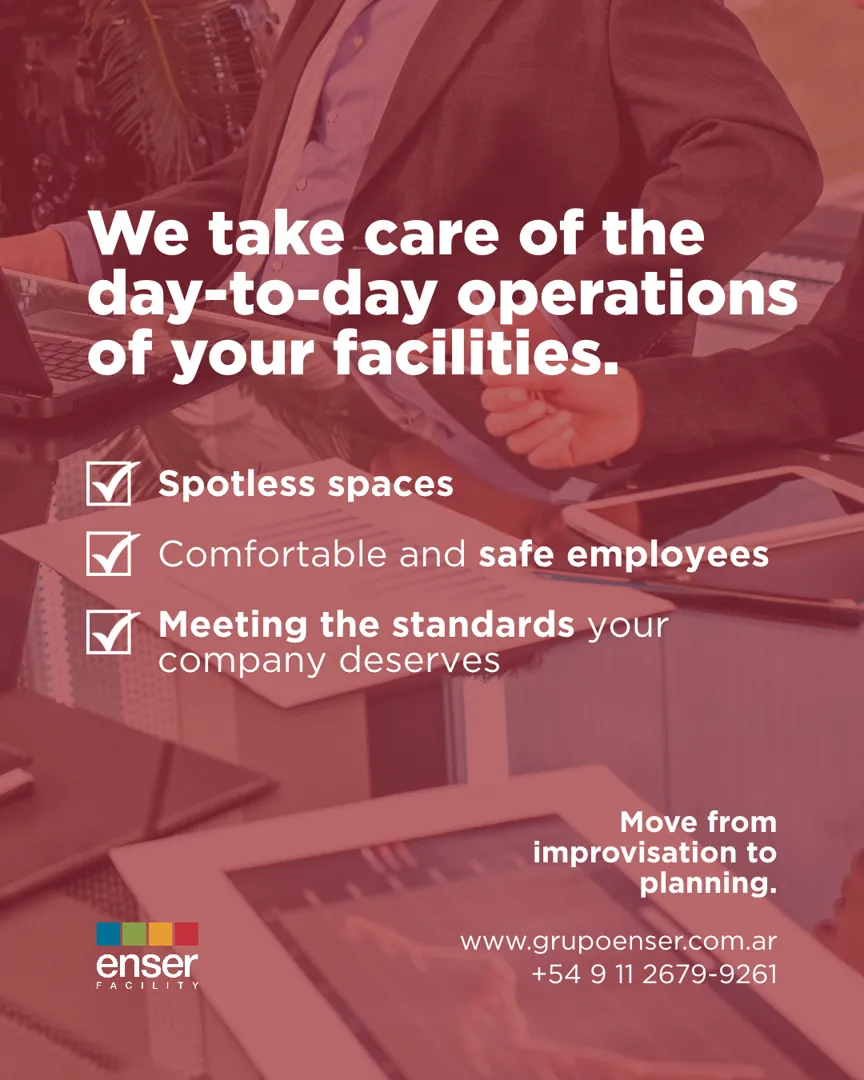 We take care of the
day-to-day operations
of your facilities.
Spotless spaces
Comfortable and safe employees
Meeting the standards your
company deserves
Move from
improvisation to
planning.
www.grupoenser.com.ar
+54 9 11 2679-9261
enser
FACILITY